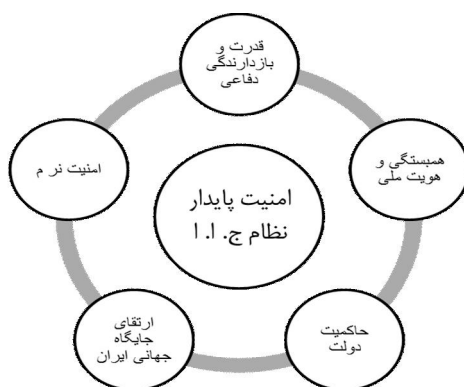 قدرت و
بازدارندگی
دفاعی
همبستگی و
هویت ملی
حاکمیت
دولت
ارتقای
جایگاه
جهانی ایران
امنیت نر م
امنیت پایدار
نظام ج. ا. ا